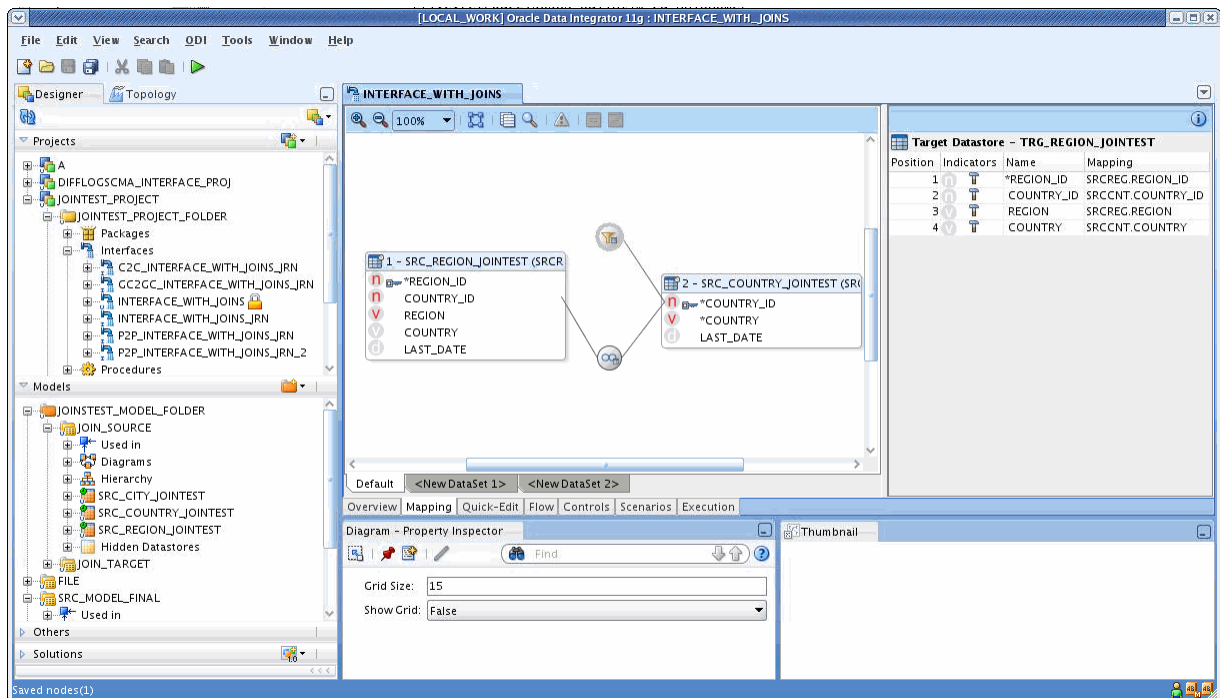 [LOCAL_WORK] Oracle Data Integrator 11g : INTERFACE_WITH_JOINS
File Edit View Search ODI Tools Window Help
Designer
Topology
Projects
A
DIFFLOGSCMA_INTERFACE_PROJ
JOINTEST_PROJECT
JOINTEST_PROJECT_FOLDER
Packages
Interfaces
C2C_INTERFACE_WITH_JOINS_JRN
GC2GC_INTERFACE_WITH_JOINS_JRN
INTERFACE_WITH_JOINS
INTERFACE_WITH_JOINS_JRN
P2P_INTERFACE_WITH_JOINS_JRN
P2P_INTERFACE_WITH_JOINS_JRN_2
Procedures
Models
JOINSTEST_MODEL_FOLDER
JOIN_SOURCE
Used in
Diagrams
Hierarchy
SRC_CITY_JOINTEST
SRC_COUNTRY_JOINTEST
SRC_REGION_JOINTEST
Hidden Datastores
JOIN_TARGET
FILE
SRC_MODEL_FINAL
Used in
Others
Solutions
1.0
<<<
INTERFACE_WITH_JOINS
100%
1 - SRC_REGION_JOINTEST (SRCR
n *REGION_ID
n COUNTRY_ID
V REGION
V COUNTRY
d LAST_DATE
2 - SRC_COUNTRY_JOINTEST (SR
n *COUNTRY_ID
V *COUNTRY
d LAST_DATE
Default <New DataSet 1> <New DataSet 2>
Overview Mapping Quick-Edit Flow Controls Scenarios Execution
Target Datastore - TRG_REGION_JOINTEST
Position Indicators Name Mapping
1 n *REGION_ID SRCREG.REGION_ID
2 n COUNTRY_ID SRCCNT.COUNTRY_ID
3 V REGION SRCREG.REGION
4 V COUNTRY SRCCNT.COUNTRY
Diagram - Property Inspector
Find
Grid Size: 15
Show Grid: False
Thumbnail
Saved nodes(1)